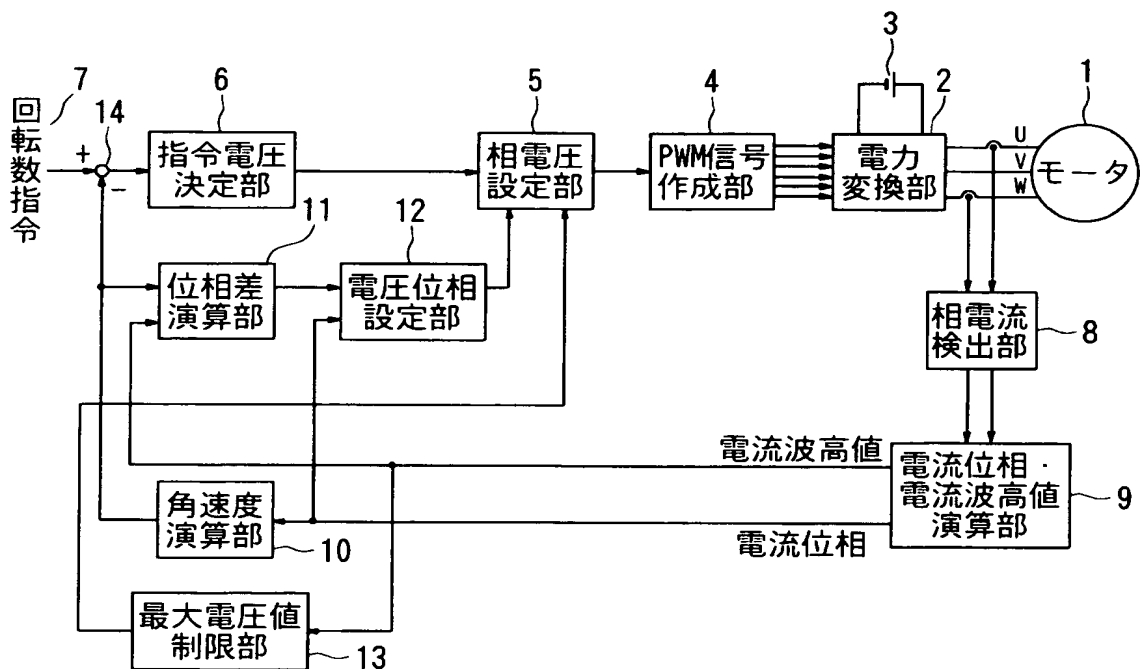 3
6
5
4
2
1
7
14
回転数指令
+
−
指令電圧
決定部
相電圧
設定部
PWM信号
作成部
電力
変換部
U
V
W
モータ
11
12
位相差
演算部
電圧位相
設定部
相電流
検出部
8
電流波高値
電流位相・
電流波高値
演算部
9
角速度
演算部
10
電流位相
最大電圧値
制限部
13